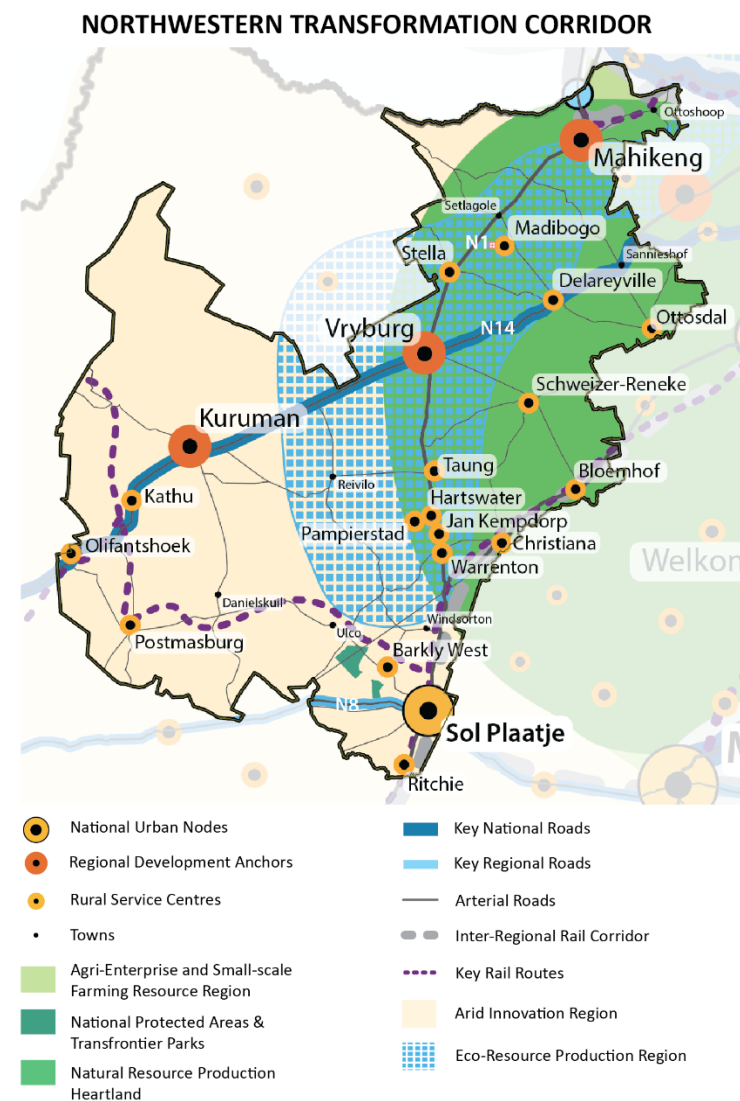 NORTHWESTERN TRANSFORMATION CORRIDOR
Ottoshoop
Mahikeng
Setlagole
Madibogo
N1
Stella
Sannieshof
Delareyville
Ottosdal
Vryburg
N14
Schweizer-Reneke
Kuruman
Taung
Bloemhof
Reivilo
Kathu
Hartswater
Pampierstad
Jan Kempdorp
Christiana
Olifantshoek
Warrenton
Welkom
Danielskuil
Windsorton
Postmasburg
Ulco
Barkly West
N8
Sol Plaatje
Ritchie
National Urban Nodes
Regional Development Anchors
Rural Service Centres
Towns
Agri-Enterprise and Small-scale
Farming Resource Region
National Protected Areas &
Transfrontier Parks
Natural Resource Production
Heartland
Key National Roads
Key Regional Roads
Arterial Roads
Inter-Regional Rail Corridor
Key Rail Routes
Arid Innovation Region
Eco-Resource Production Region